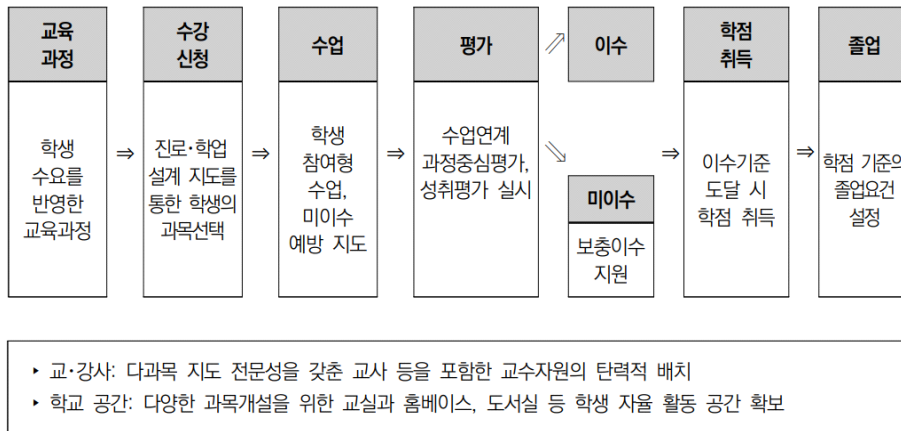 교육
과정
학생
수요를
반영한
교육과정
⇒
수강
신청
진로·학업
설계 지도를
통한 학생의
과목선택
⇒
수업
학생
참여형
수업,
미이수
예방 지도
⇒
평가
수업연계
과정중심평가,
성취평가 실시
⇗
이수
⇘
미이수
보충이수
지원
⇒
학점
취득
이수기준
도달 시
학점 취득
⇒
졸업
학점 기준의
졸업요건
설정
▸ 교·강사: 다과목 지도 전문성을 갖춘 교사 등을 포함한 교수자원의 탄력적 배치
▸ 학교 공간: 다양한 과목개설을 위한 교실과 홈베이스, 도서실 등 학생 자율 활동 공간 확보